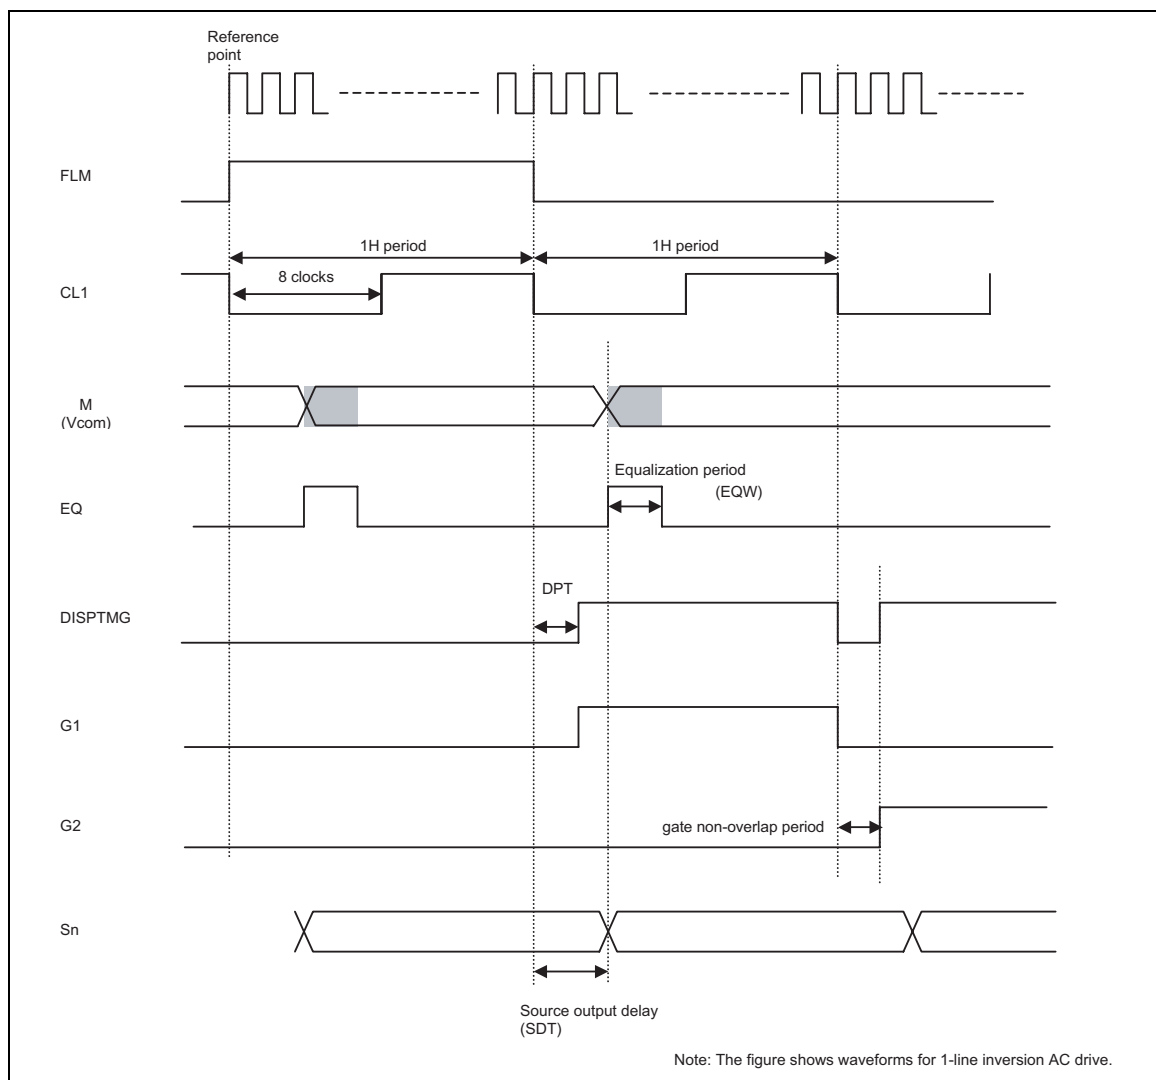 Reference
point
FLM
1H period
1H period
8 clocks
CL1
M
(Vcom)
Equalization period
(EQW)
EQ
DPT
DISPTMG
G1
G2
gate non-overlap period
Sn
Source output delay
(SDT)
Note: The figure shows waveforms for 1-line inversion AC drive.